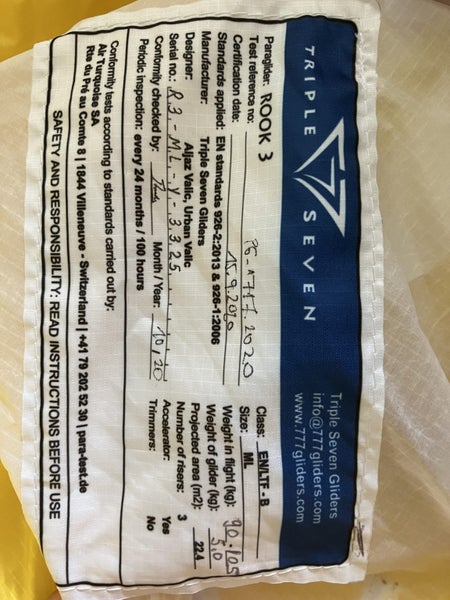 TRIPLE SEVEN
Triple Seven Gliders
info@777gliders.com
www.777gliders.com
Paraglider: ROOK 3
Test reference no: PG-1717.2020
Certification date: 15.9.2020
Standards applied: EN standards 926-2:2013 & 926-1:2006
Manufacturer: Triple Seven Gliders
Designer: Aljaz Valic, Urban Valic
Serial no.: R3-ML-Y-3325
Conformity checked by: Month / Year: 10/20
Periodic inspection: every 24 months / 100 hours
Class: EN/LTF - B
Size: ML
Weight in flight (kg): 90-105
Weight of glider (kg): 5,0
Projected area (m2): 22.4
Number of risers: 3
Accelerator: Yes
Trimmers: No
Conformity tests according to standards carried out by:
Air Turquoise SA
Rte du Pré au Comte 8 | 1844 Villeneuve - Switzerland | +41 79 202 52 30 | para-test.de
SAFETY AND RESPONSIBILITY: READ INSTRUCTIONS BEFORE USE